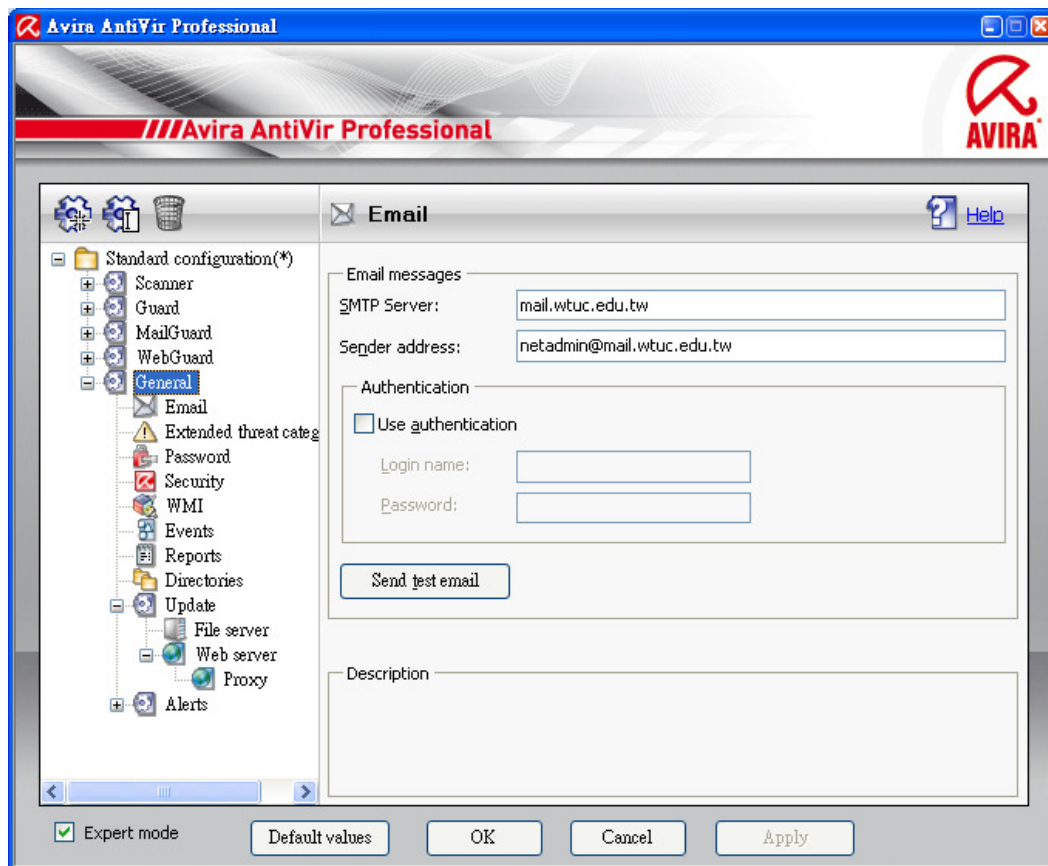 Avira AntiVir Professional
////Avira AntiVir Professional
AVIRA
Email
Help
Standard configuration(*)
Scanner
Guard
MailGuard
WebGuard
General
Email
Extended threat categ
Password
Security
WMI
Events
Reports
Directories
Update
File server
Web server
Proxy
Alerts
Email messages
SMTP Server:
mail.wtuc.edu.tw
Sender address:
netadmin@mail.wtuc.edu.tw
Authentication
Use authentication
Login name:
Password:
Send test email
Description
Expert mode
Default values
OK
Cancel
Apply